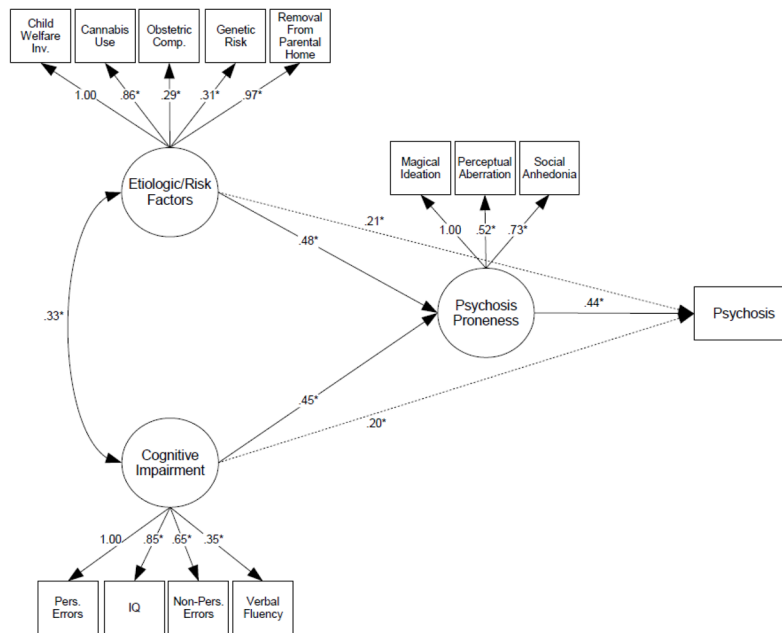 Child
Welfare
Inv.
Cannabis
Use
Obstetric
Comp.
Genetic
Risk
Removal
From
Parental
Home
1.00
.86*
.29*
.31*
.97*
Etiologic/Risk
Factors
Magical
Ideation
Perceptual
Aberration
Social
Anhedonia
1.00
.52*
.73*
.21*
.48*
Psychosis
Proneness
.44*
Psychosis
.33*
.45*
.20*
Cognitive
Impairment
1.00
.85*
.65*
.35*
Pers.
Errors
IQ
Non-Pers.
Errors
Verbal
Fluency